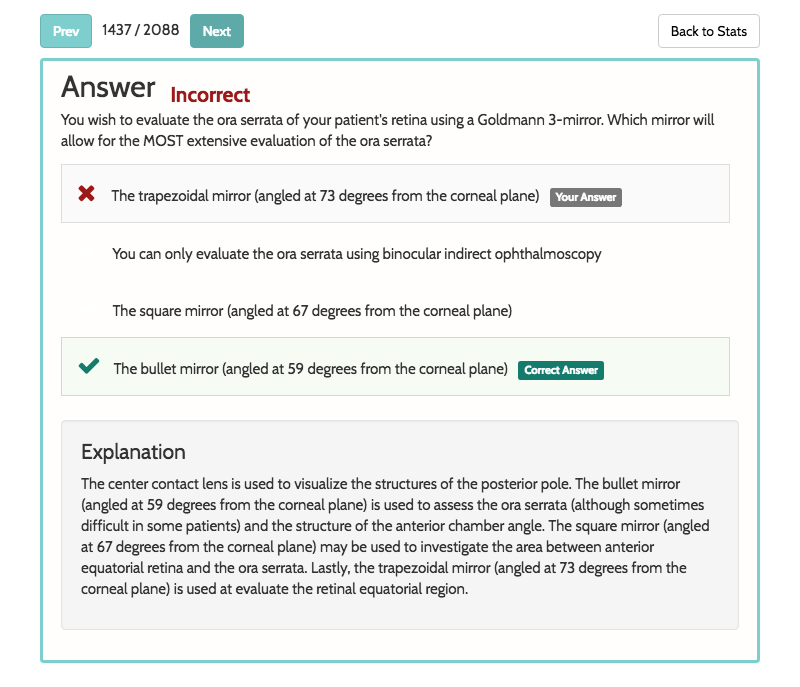 Prev 1437 / 2088 Next Back to Stats
Answer Incorrect
You wish to evaluate the ora serrata of your patient's retina using a Goldmann 3-mirror. Which mirror will
allow for the MOST extensive evaluation of the ora serrata?
The trapezoidal mirror (angled at 73 degrees from the corneal plane) Your Answer
You can only evaluate the ora serrata using binocular indirect ophthalmoscopy
The square mirror (angled at 67 degrees from the corneal plane)
The bullet mirror (angled at 59 degrees from the corneal plane) Correct Answer
Explanation
The center contact lens is used to visualize the structures of the posterior pole. The bullet mirror
(angled at 59 degrees from the corneal plane) is used to assess the ora serrata (although sometimes
difficult in some patients) and the structure of the anterior chamber angle. The square mirror (angled
at 67 degrees from the corneal plane) may be used to investigate the area between anterior
equatorial retina and the ora serrata. Lastly, the trapezoidal mirror (angled at 73 degrees from the
corneal plane) is used at evaluate the retinal equatorial region.